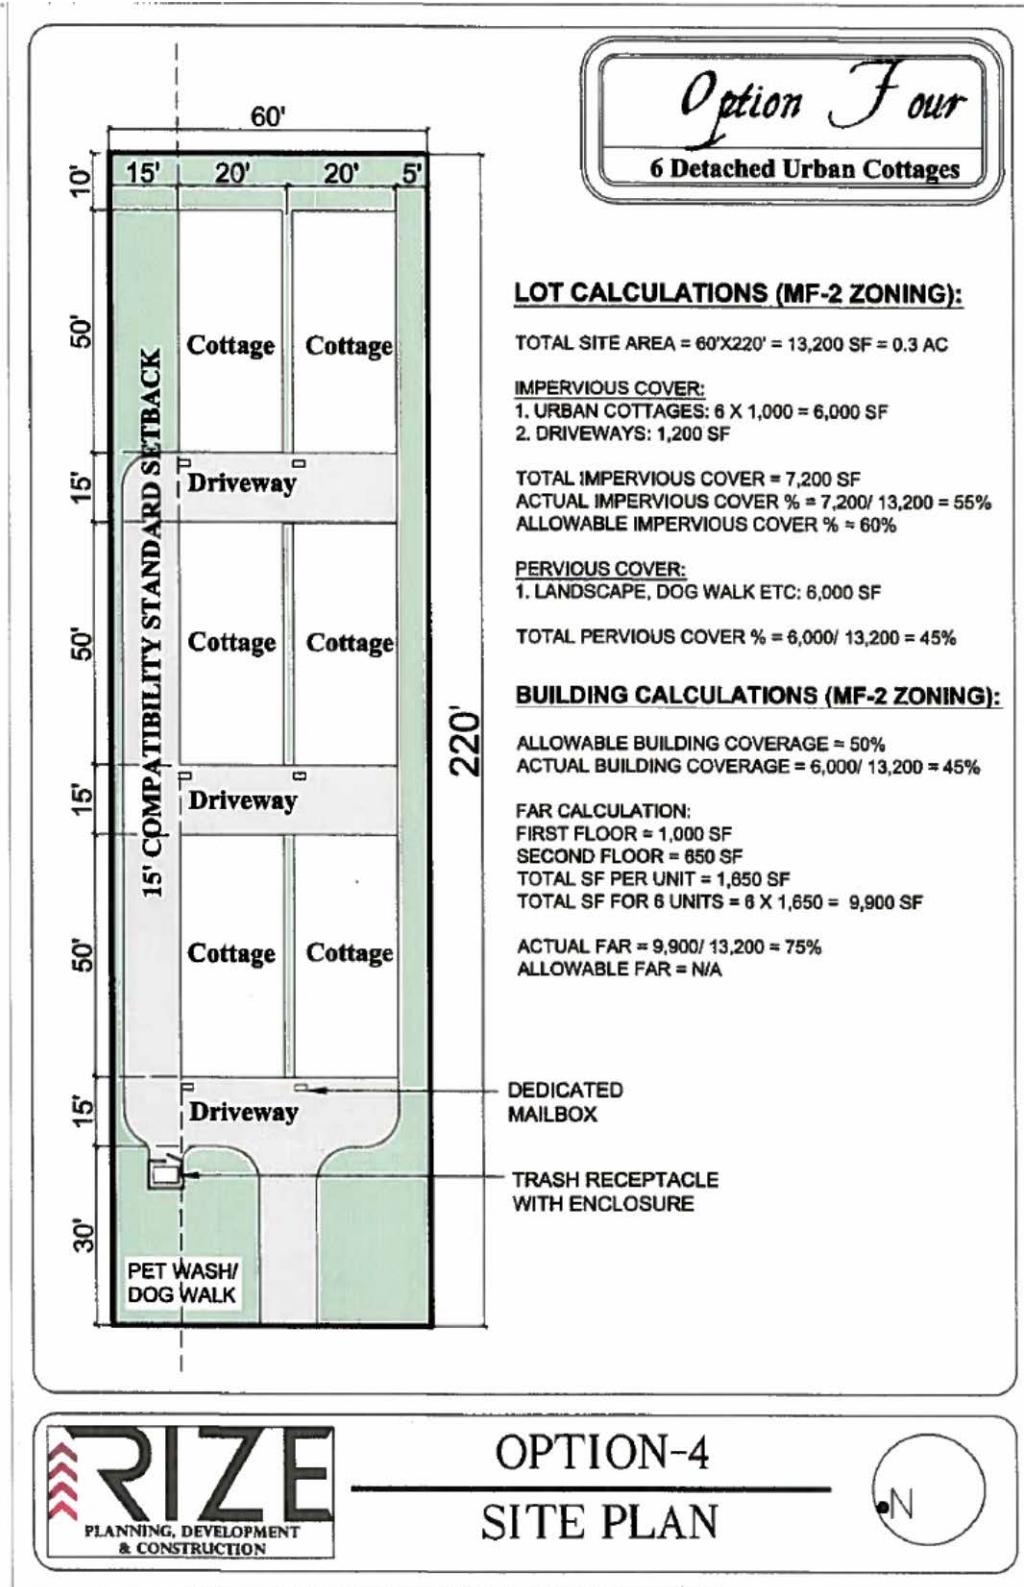 Option Four
6 Detached Urban Cottages
60'
10'
15'
20'
20'
5'
LOT CALCULATIONS (MF-2 ZONING):
TOTAL SITE AREA = 60'X220' = 13,200 SF = 0.3 AC
IMPERVIOUS COVER:
1. URBAN COTTAGES: 6 X 1,000 = 6,000 SF
2. DRIVEWAYS: 1,200 SF
TOTAL IMPERVIOUS COVER = 7,200 SF
ACTUAL IMPERVIOUS COVER % = 7,200/ 13,200 = 55%
ALLOWABLE IMPERVIOUS COVER % = 60%
PERVIOUS COVER:
1. LANDSCAPE, DOG WALK ETC: 6,000 SF
TOTAL PERVIOUS COVER % = 6,000/ 13,200 = 45%
BUILDING CALCULATIONS (MF-2 ZONING):
ALLOWABLE BUILDING COVERAGE = 50%
ACTUAL BUILDING COVERAGE = 6,000/ 13,200 = 45%
FAR CALCULATION:
FIRST FLOOR = 1,000 SF
SECOND FLOOR = 650 SF
TOTAL SF PER UNIT = 1,650 SF
TOTAL SF FOR 6 UNITS = 6 X 1,650 = 9,900 SF
ACTUAL FAR = 9,900/ 13,200 = 75%
ALLOWABLE FAR = N/A
50'
Cottage
Cottage
15'
Driveway
50'
Cottage
Cottage
15' COMPATIBILITY STANDARD SETBACK
220'
15'
Driveway
50'
Cottage
Cottage
15'
Driveway
DEDICATED
MAILBOX
TRASH RECEPTACLE
WITH ENCLOSURE
30'
PET WASH/
DOG WALK
RIZE
PLANNING, DEVELOPMENT
& CONSTRUCTION
OPTION-4
SITE PLAN
N